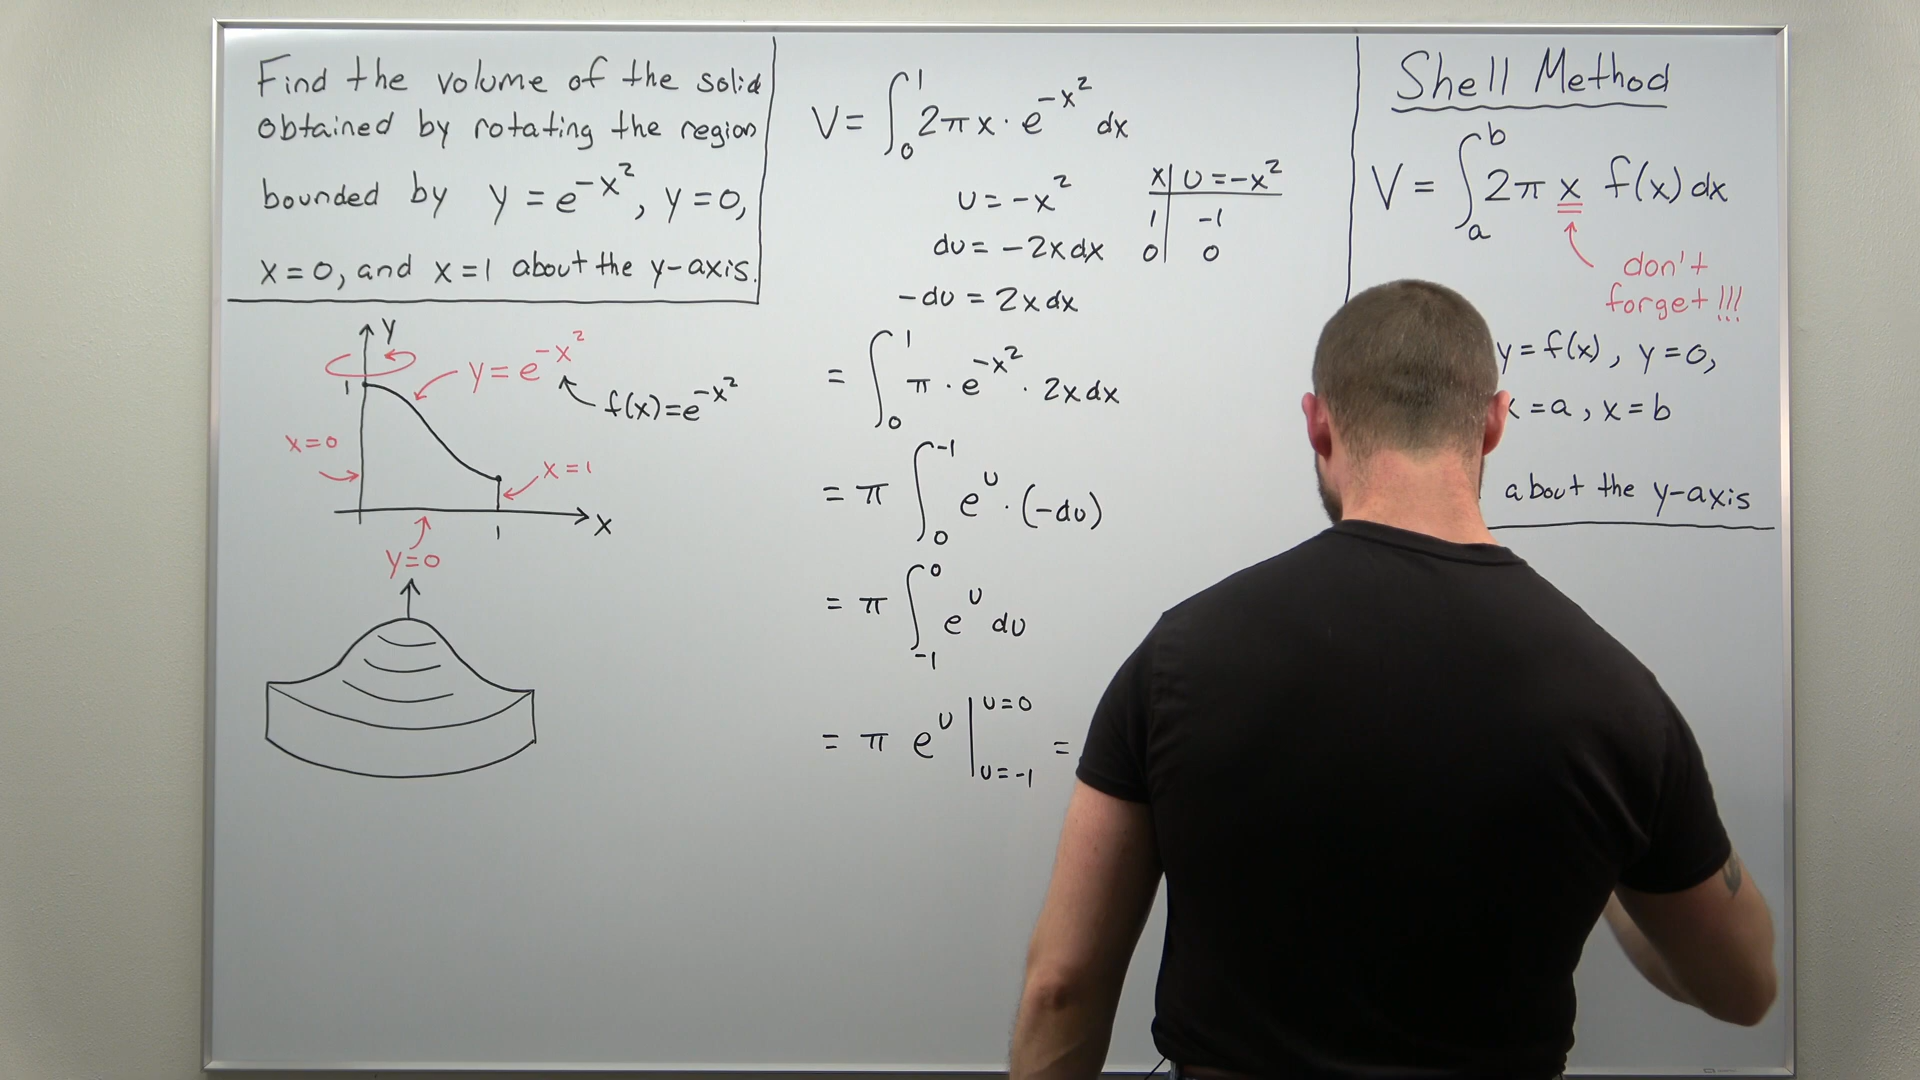 Find the volume of the solid
obtained by rotating the region
bounded by y = e^{-x^2}, y=0,
x=0, and x=1 about the y-axis.
y
1
y = e^{-x^2}
f(x)=e^{-x^2}
x=0
x=1
1
x
y=0
V = ∫_0^1 2πx · e^{-x^2} dx
u = -x^2
du = -2x dx
-du = 2x dx
x | u = -x^2
1 | -1
0 | 0
= ∫_0^1 π · e^{-x^2} · 2x dx
= π ∫_0^{-1} e^u · (-du)
= π ∫_{-1}^0 e^u du
= π e^u |_{u=-1}^{u=0} =
Shell Method
V = ∫_a^b 2π x f(x) dx
don't
forget!!!
y=f(x), y=0,
x=a, x=b
about the y-axis